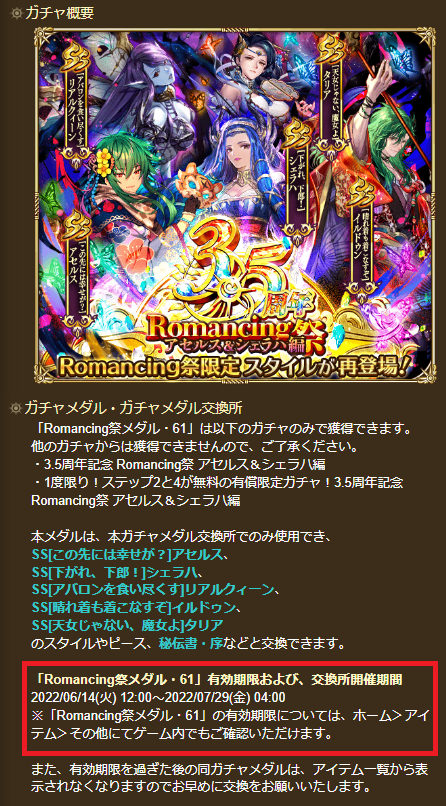 ガチャ概要
SS
[アバロンを食い尽くす]
リアルクィーン
SS
[天女じゃない、魔女よ]
タリア
SS
[下がれ、下郎!]
シェラハ
SS
[この先には幸せが?]
アセルス
SS
[晴れ着も着こなすぞ]
イルドゥン
3.5周年
Romancing祭
アセルス&シェラハ編
Romancing祭限定 スタイルが再登場!
ガチャメダル・ガチャメダル交換所
「Romancing祭メダル・61」は以下のガチャのみで獲得できます。
他のガチャからは獲得できませんので、ご了承ください。
・3.5周年記念 Romancing祭 アセルス&シェラハ編
・1度限り!ステップ2と4が無料の有償限定ガチャ!3.5周年記念
Romancing祭 アセルス&シェラハ編
本メダルは、本ガチャメダル交換所でのみ使用でき、
SS[この先には幸せが?]アセルス、
SS[下がれ、下郎!]シェラハ、
SS[アバロンを食い尽くす]リアルクィーン、
SS[晴れ着も着こなすぞ]イルドゥン、
SS[天女じゃない、魔女よ]タリア
のスタイルやピース、秘伝書・序などと交換できます。
「Romancing祭メダル・61」有効期限および、交換所開催期間
2022/06/14(火) 12:00～2022/07/29(金) 04:00
※「Romancing祭メダル・61」の有効期限については、ホーム＞アイ
テム＞その他にてゲーム内でもご確認いただけます。
また、有効期限を過ぎた後の同ガチャメダルは、アイテム一覧から表
示されなくなりますのでお早めに交換をお願いいたします。